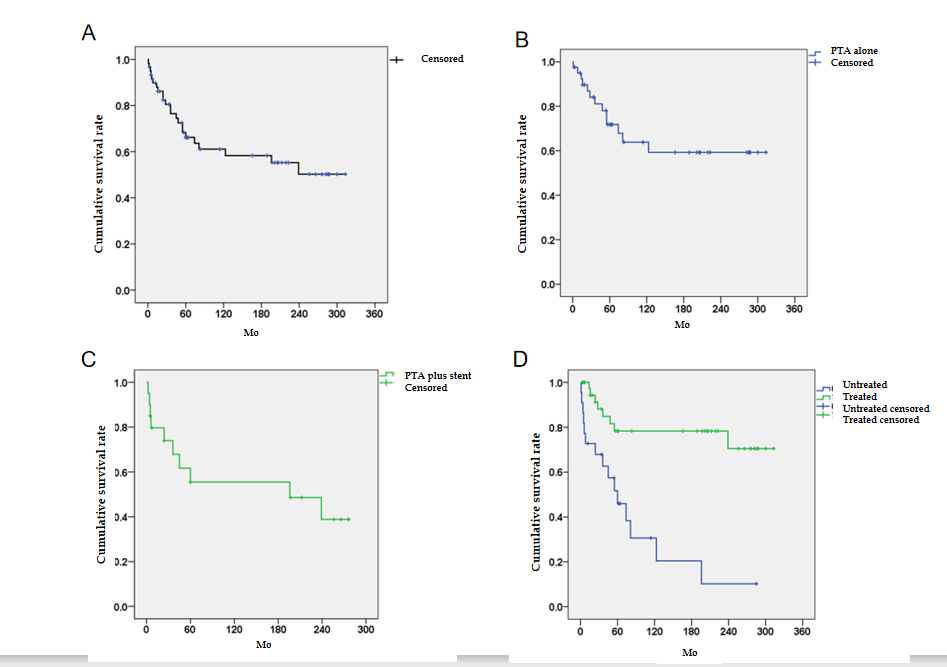 A
Censored
1.0
0.8
0.6
0.4
0.2
0.0
Cumulative survival rate
0 60 120 180 240 300 360
Mo
B
PTA alone
Censored
1.0
0.8
0.6
0.4
0.2
0.0
Cumulative survival rate
0 60 120 180 240 300 360
Mo
C
PTA plus stent
Censored
1.0
0.8
0.6
0.4
0.2
0.0
Cumulative survival rate
0 60 120 180 240 300
Mo
D
Untreated
Treated
Untreated censored
Treated censored
1.0
0.8
0.6
0.4
0.2
0.0
Cumulative survival rate
0 60 120 180 240 300 360
Mo